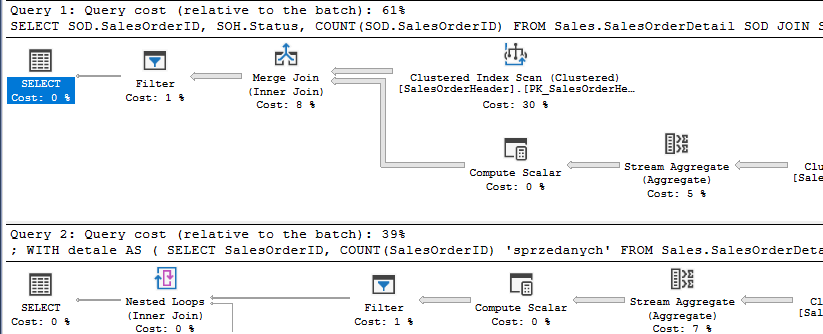 Query 1: Query cost (relative to the batch): 61%
SELECT SOD.SalesOrderID, SOH.Status, COUNT(SOD.SalesOrderID) FROM Sales.SalesOrderDetail SOD JOIN S
SELECT
Cost: 0 %
Filter
Cost: 1 %
Merge Join
(Inner Join)
Cost: 8 %
Clustered Index Scan (Clustered)
[SalesOrderHeader].[PK_SalesOrderHe…
Cost: 30 %
Compute Scalar
Cost: 0 %
Stream Aggregate
(Aggregate)
Cost: 5 %
Clu
[Sale
Query 2: Query cost (relative to the batch): 39%
; WITH detale AS ( SELECT SalesOrderID, COUNT(SalesOrderID) 'sprzedanych' FROM Sales.SalesOrderDeta
SELECT
Cost: 0 %
Nested Loops
(Inner Join)
Cost: 0 %
Filter
Cost: 1 %
Compute Scalar
Cost: 0 %
Stream Aggregate
(Aggregate)
Cost: 7 %
Clu
[Sale